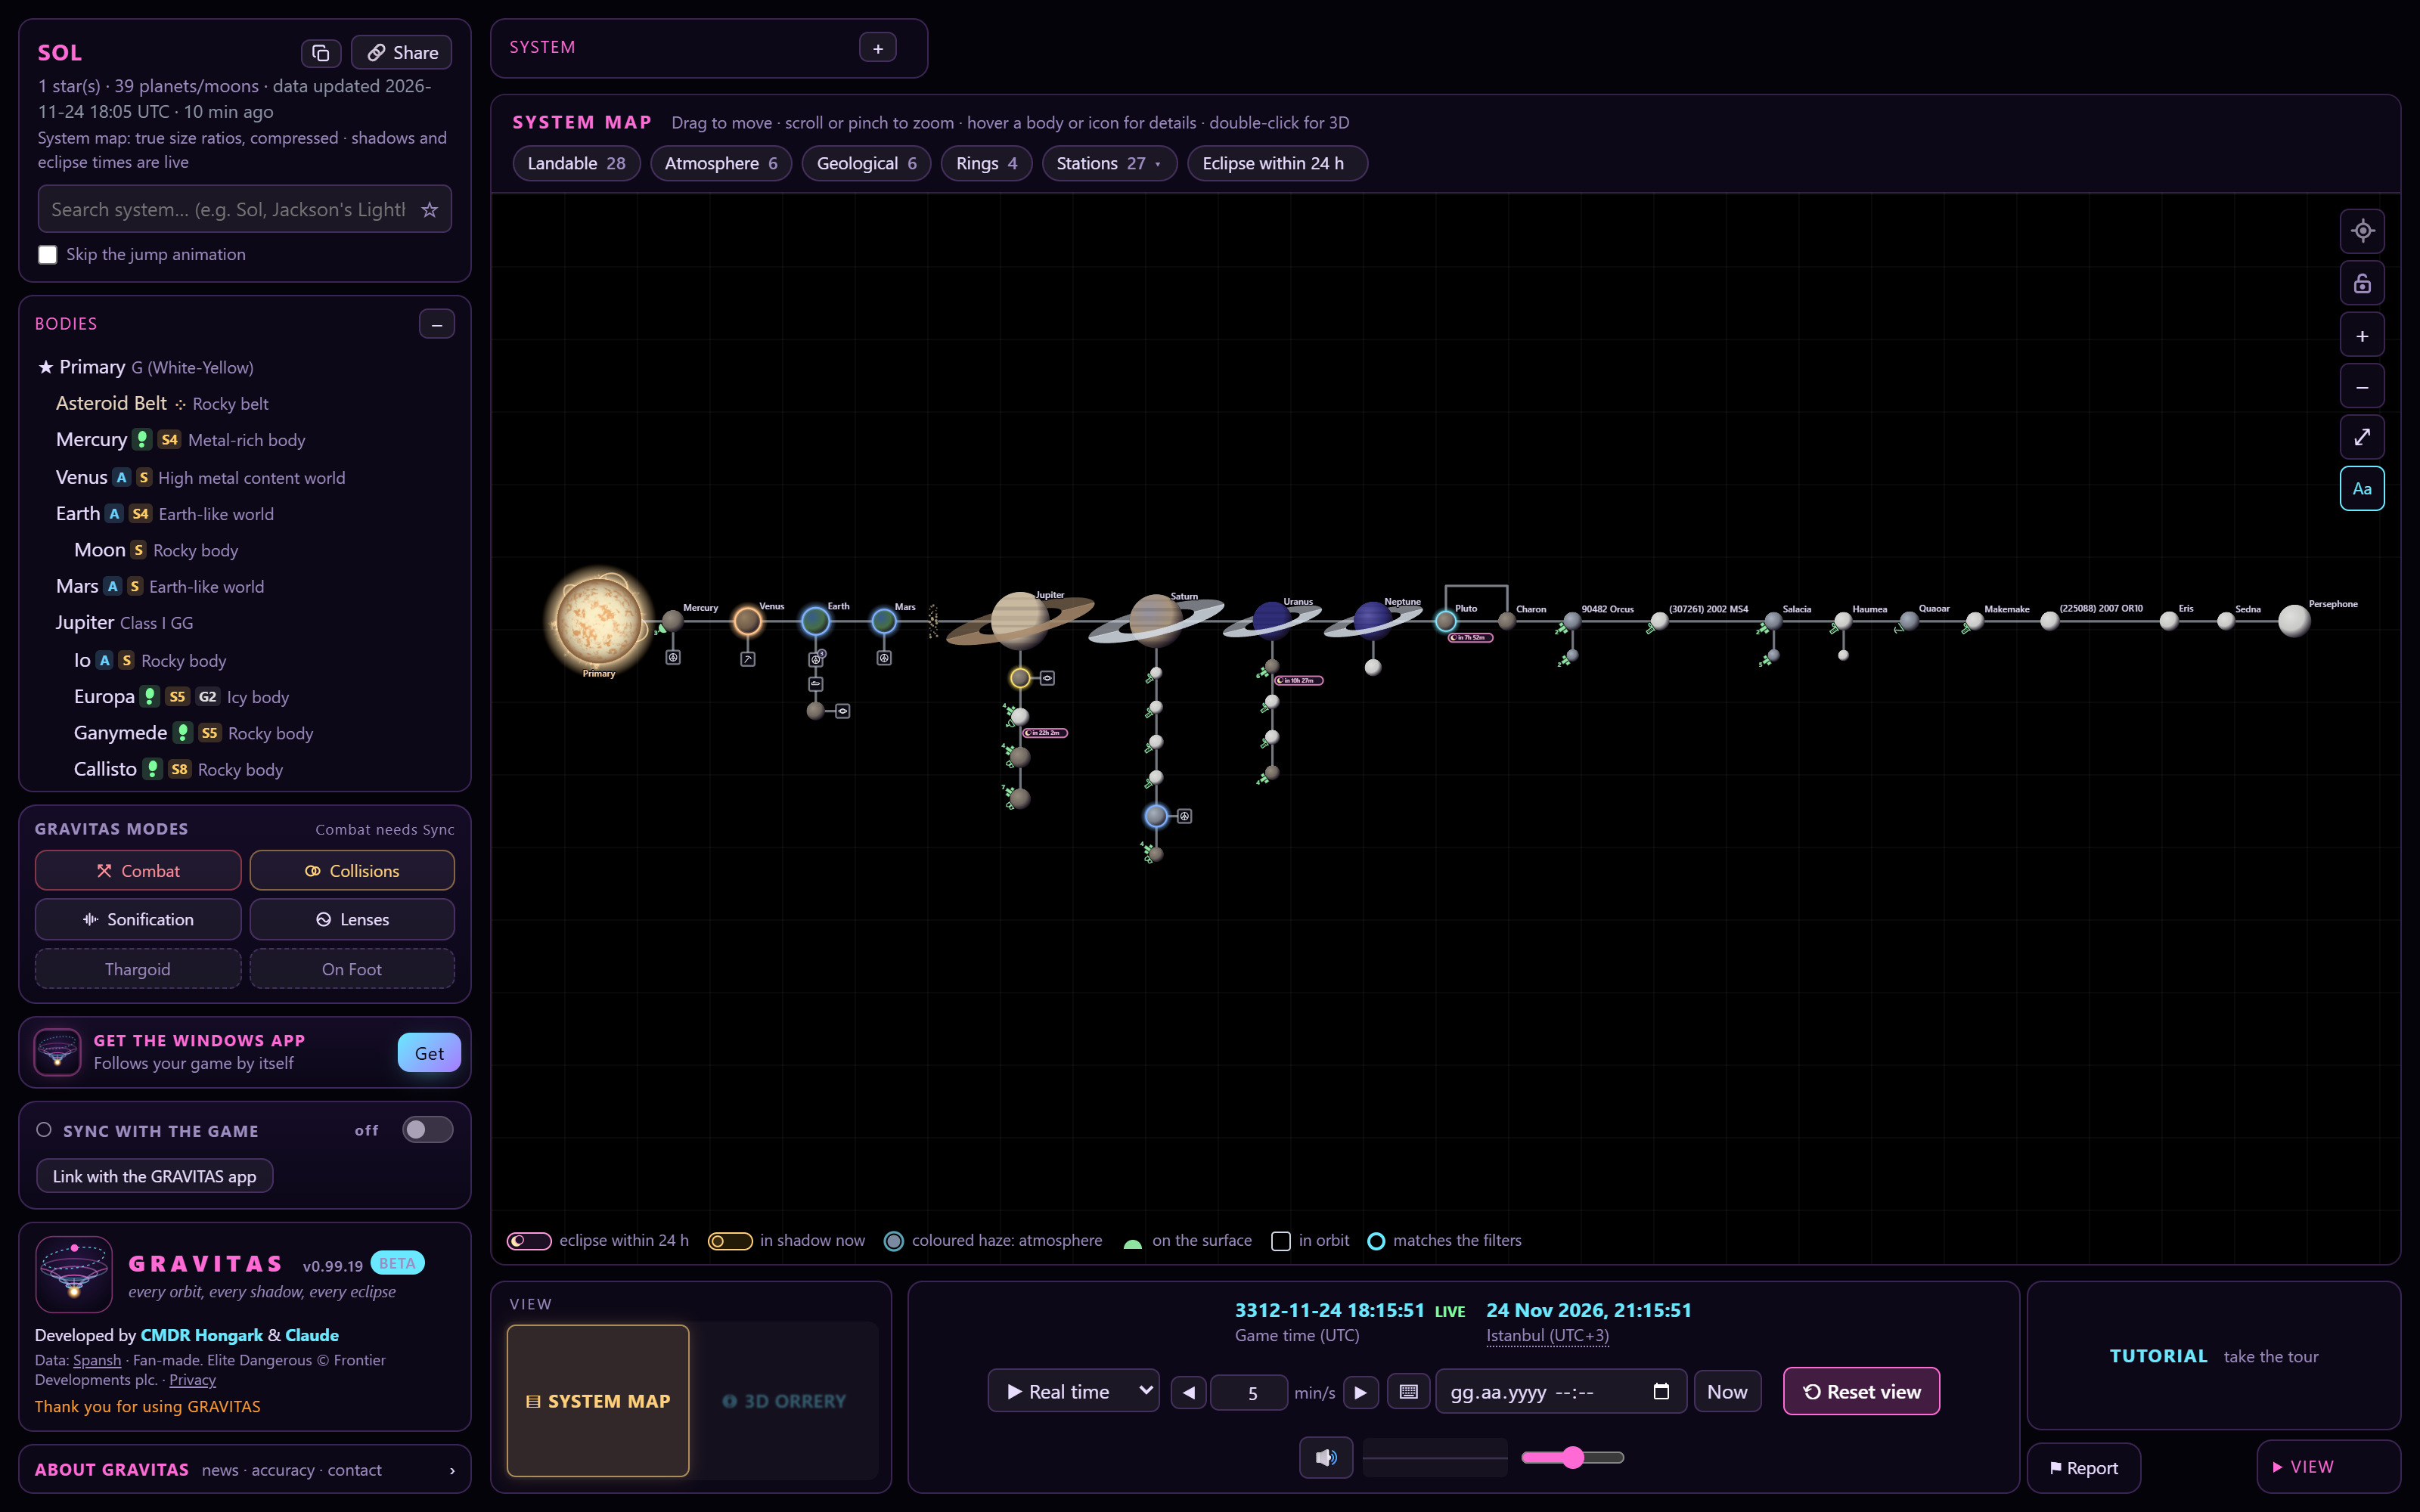 SOL
Share
1 star(s) · 39 planets/moons · data updated 2026-
11-24 18:05 UTC · 10 min ago
System map: true size ratios, compressed · shadows and
eclipse times are live
Search system... (e.g. Sol, Jackson's Light
Skip the jump animation
BODIES
–
★ Primary G (White-Yellow)
Asteroid Belt Rocky belt
Mercury S4 Metal-rich body
Venus A S High metal content world
Earth A S4 Earth-like world
Moon S Rocky body
Mars A S Earth-like world
Jupiter Class I GG
Io A S Rocky body
Europa S5 G2 Icy body
Ganymede S5 Rocky body
Callisto S8 Rocky body
GRAVITAS MODES Combat needs Sync
Combat
Collisions
Sonification
Lenses
Thargoid
On Foot
GET THE WINDOWS APP
Follows your game by itself
Get
SYNC WITH THE GAME off
Link with the GRAVITAS app
GRAVITAS v0.99.19 BETA
every orbit, every shadow, every eclipse
Developed by CMDR Hongark & Claude
Data: Spansh · Fan-made. Elite Dangerous © Frontier
Developments plc. · Privacy
Thank you for using GRAVITAS
ABOUT GRAVITAS news · accuracy · contact ›
SYSTEM +
SYSTEM MAP Drag to move · scroll or pinch to zoom · hover a body or icon for details · double-click for 3D
Landable 28
Atmosphere 6
Geological 6
Rings 4
Stations 27
Eclipse within 24 h
+
–
Aa
Primary
Mercury
Venus
Earth
Mars
Jupiter
Saturn
Uranus
Neptune
Pluto
Charon
90482 Orcus
(307261) 2002 MS4
Salacia
Haumea
Quaoar
Makemake
(225088) 2007 OR10
Eris
Sedna
Persephone
in 7h 52m
in 10h 27m
in 22h 2m
eclipse within 24 h
in shadow now
coloured haze: atmosphere
on the surface
in orbit
matches the filters
VIEW
SYSTEM MAP
3D ORRERY
3312-11-24 18:15:51 LIVE
Game time (UTC)
24 Nov 2026, 21:15:51
Istanbul (UTC+3)
▶ Real time
◀ 5 min/s ▶
gg.aa.yyyy --:--
Now
Reset view
TUTORIAL take the tour
Report
▶ VIEW